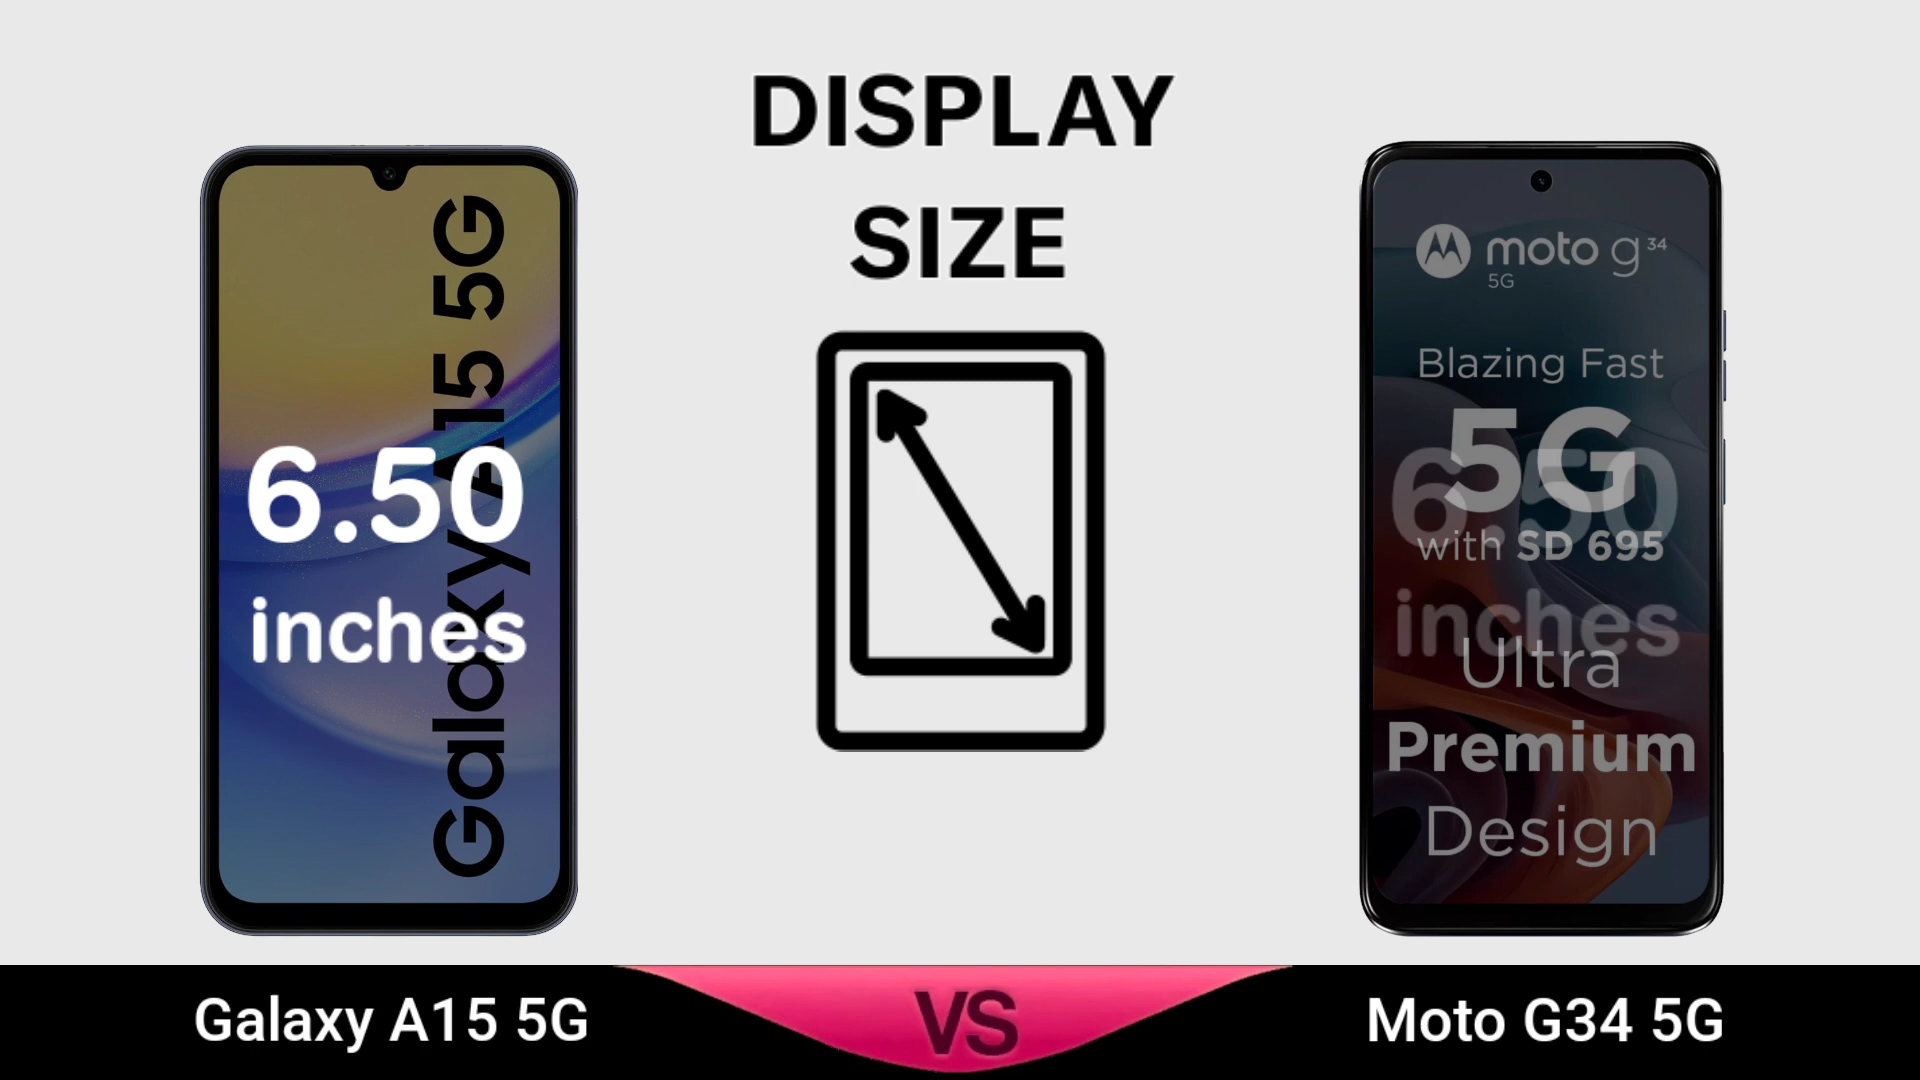 DISPLAY
SIZE
Galaxy A15 5G
6.50
inches
moto g34
5G
Blazing Fast
5G
6.50
with SD 695
inches
Ultra
Premium
Design
Galaxy A15 5G
VS
Moto G34 5G